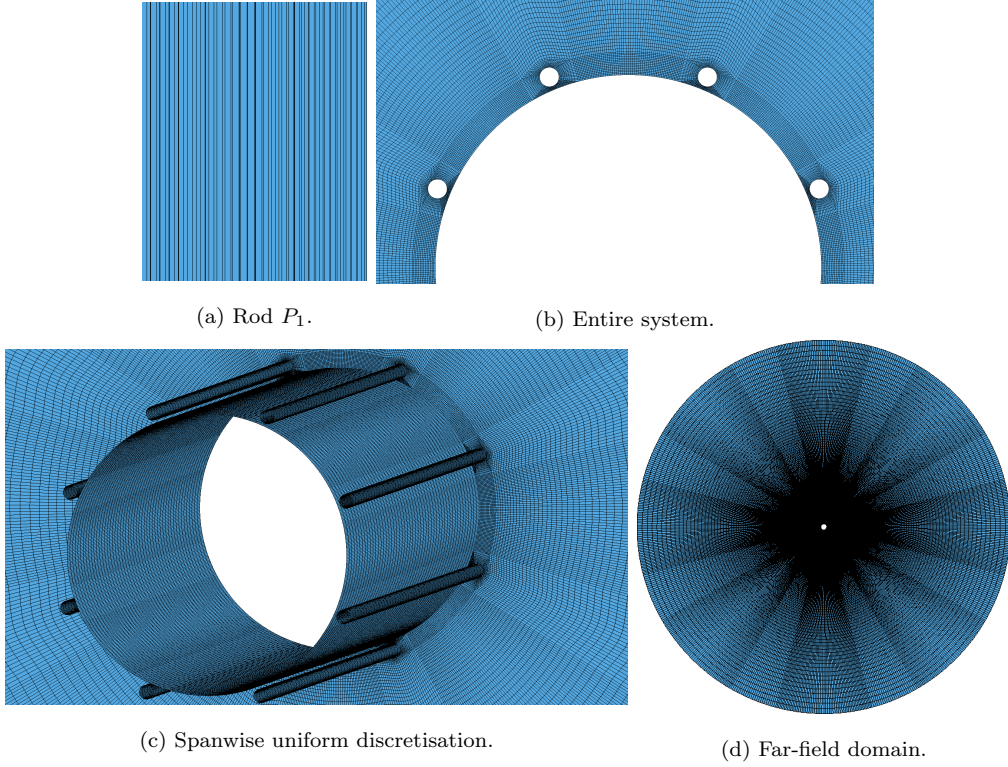 (a) Rod P₁.
(b) Entire system.
(c) Spanwise uniform discretisation.
(d) Far-field domain.